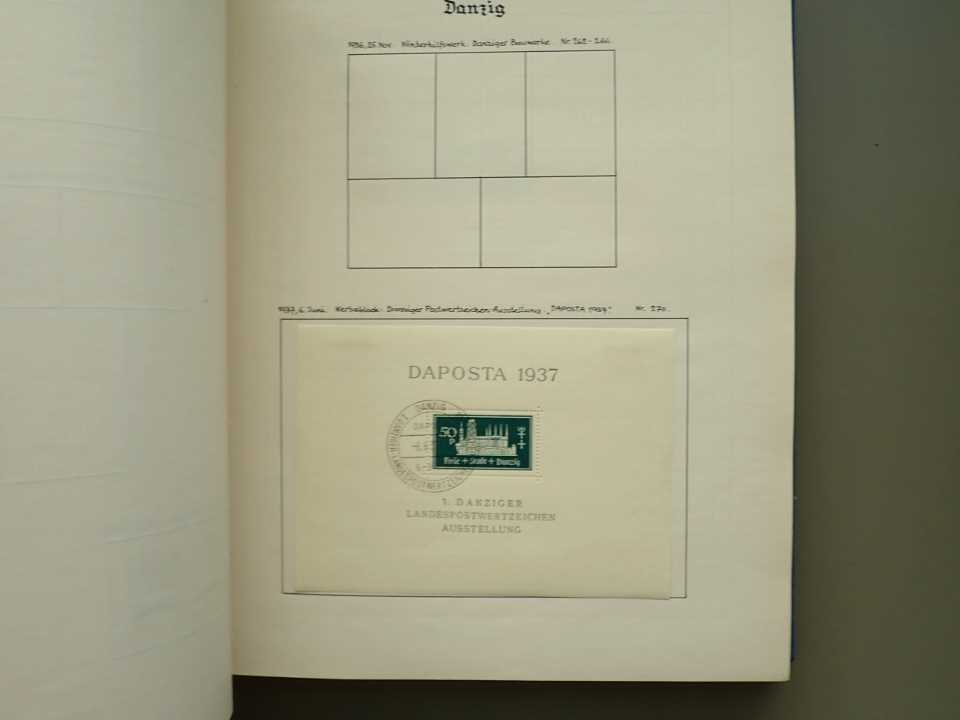 Danzig
1936, 25. Nov. Winterhilfswerk. Danziger Bauwerke. Nr. 262 - 266.
1937, 6. Juni. Werbeblock: Danziger Postwertzeichen-Ausstellung „DAPOSTA 1937" Nr. 270.
DAPOSTA 1937
DANZIG
50
P
Freie + Stadt + Danzig
1. DANZIGER
LANDESPOSTWERTZEICHEN
AUSSTELLUNG